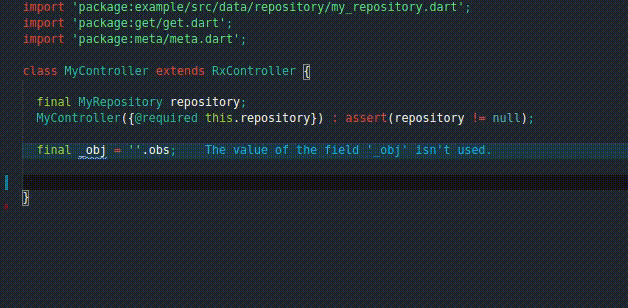 import 'package:example/src/data/repository/my_repository.dart';
import 'package:get/get.dart';
import 'package:meta/meta.dart';
class MyController extends RxController {
final MyRepository repository;
MyController({@required this.repository}) : assert(repository != null);
final _obj = ''.obs; The value of the field '_obj' isn't used.
}